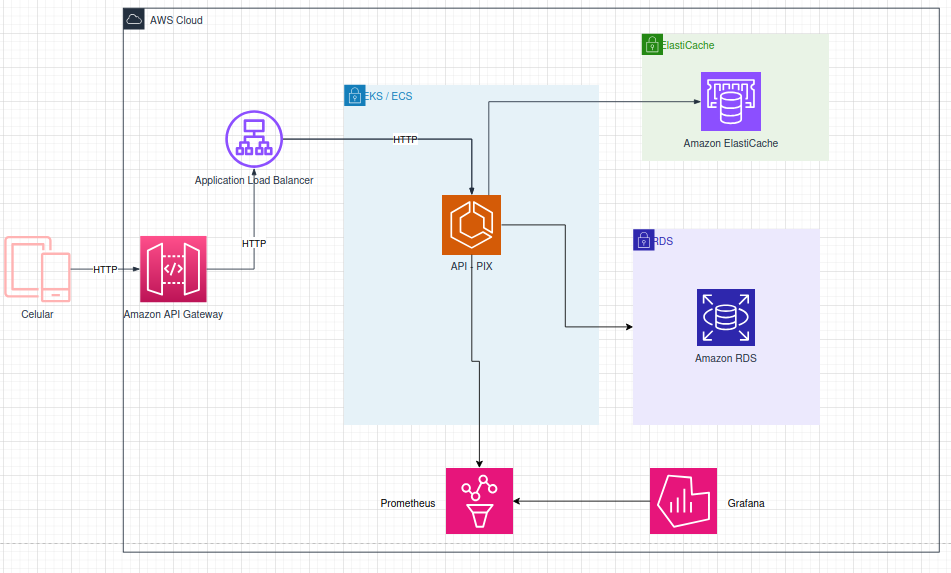 AWS Cloud
ElastiCache
Amazon ElastiCache
EKS / ECS
HTTP
Application Load Balancer
API - PIX
HTTP
RDS
HTTP
Celular
Amazon API Gateway
Amazon RDS
Prometheus
Grafana